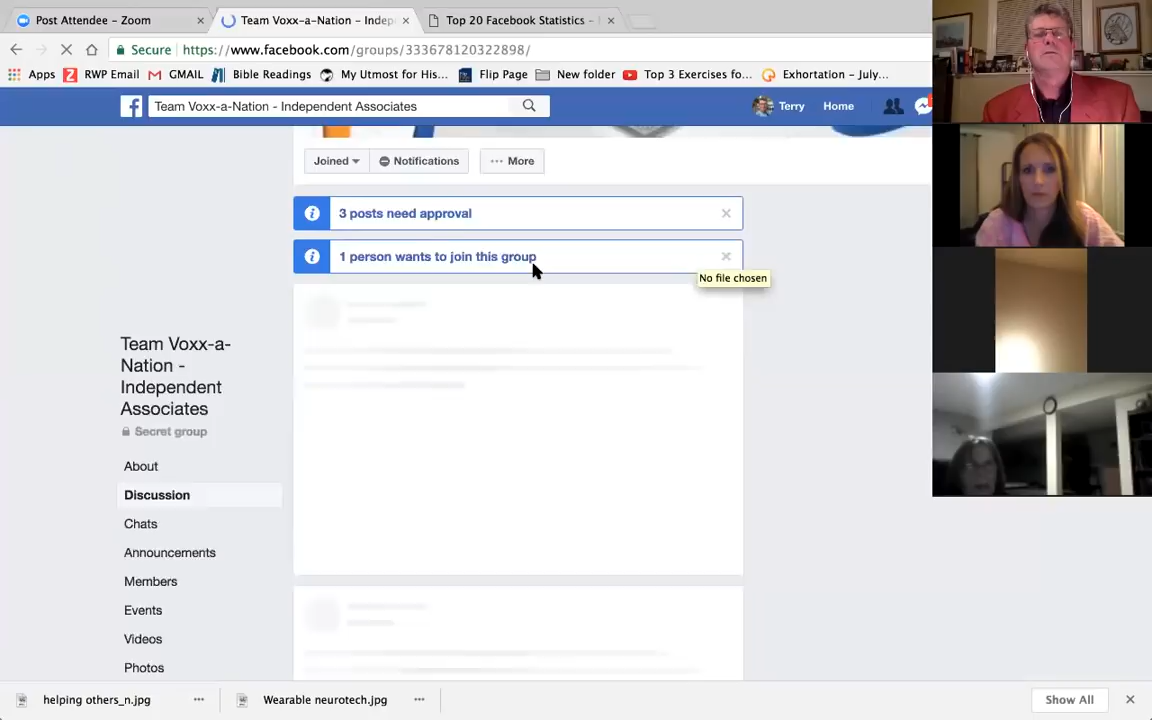 Post Attendee - Zoom
Team Voxx-a-Nation - Indep
Top 20 Facebook Statistics -
Secure
https://www.facebook.com/groups/333678120322898/
Apps
RWP Email
GMAIL
Bible Readings
My Utmost for His...
Flip Page
New folder
Top 3 Exercises fo...
Exhortation - July...
Team Voxx-a-Nation - Independent Associates
Terry
Home
Joined
Notifications
More
3 posts need approval
1 person wants to join this group
No file chosen
Team Voxx-a-
Nation -
Independent
Associates
Secret group
About
Discussion
Chats
Announcements
Members
Events
Videos
Photos
helping others_n.jpg
Wearable neurotech.jpg
Show All